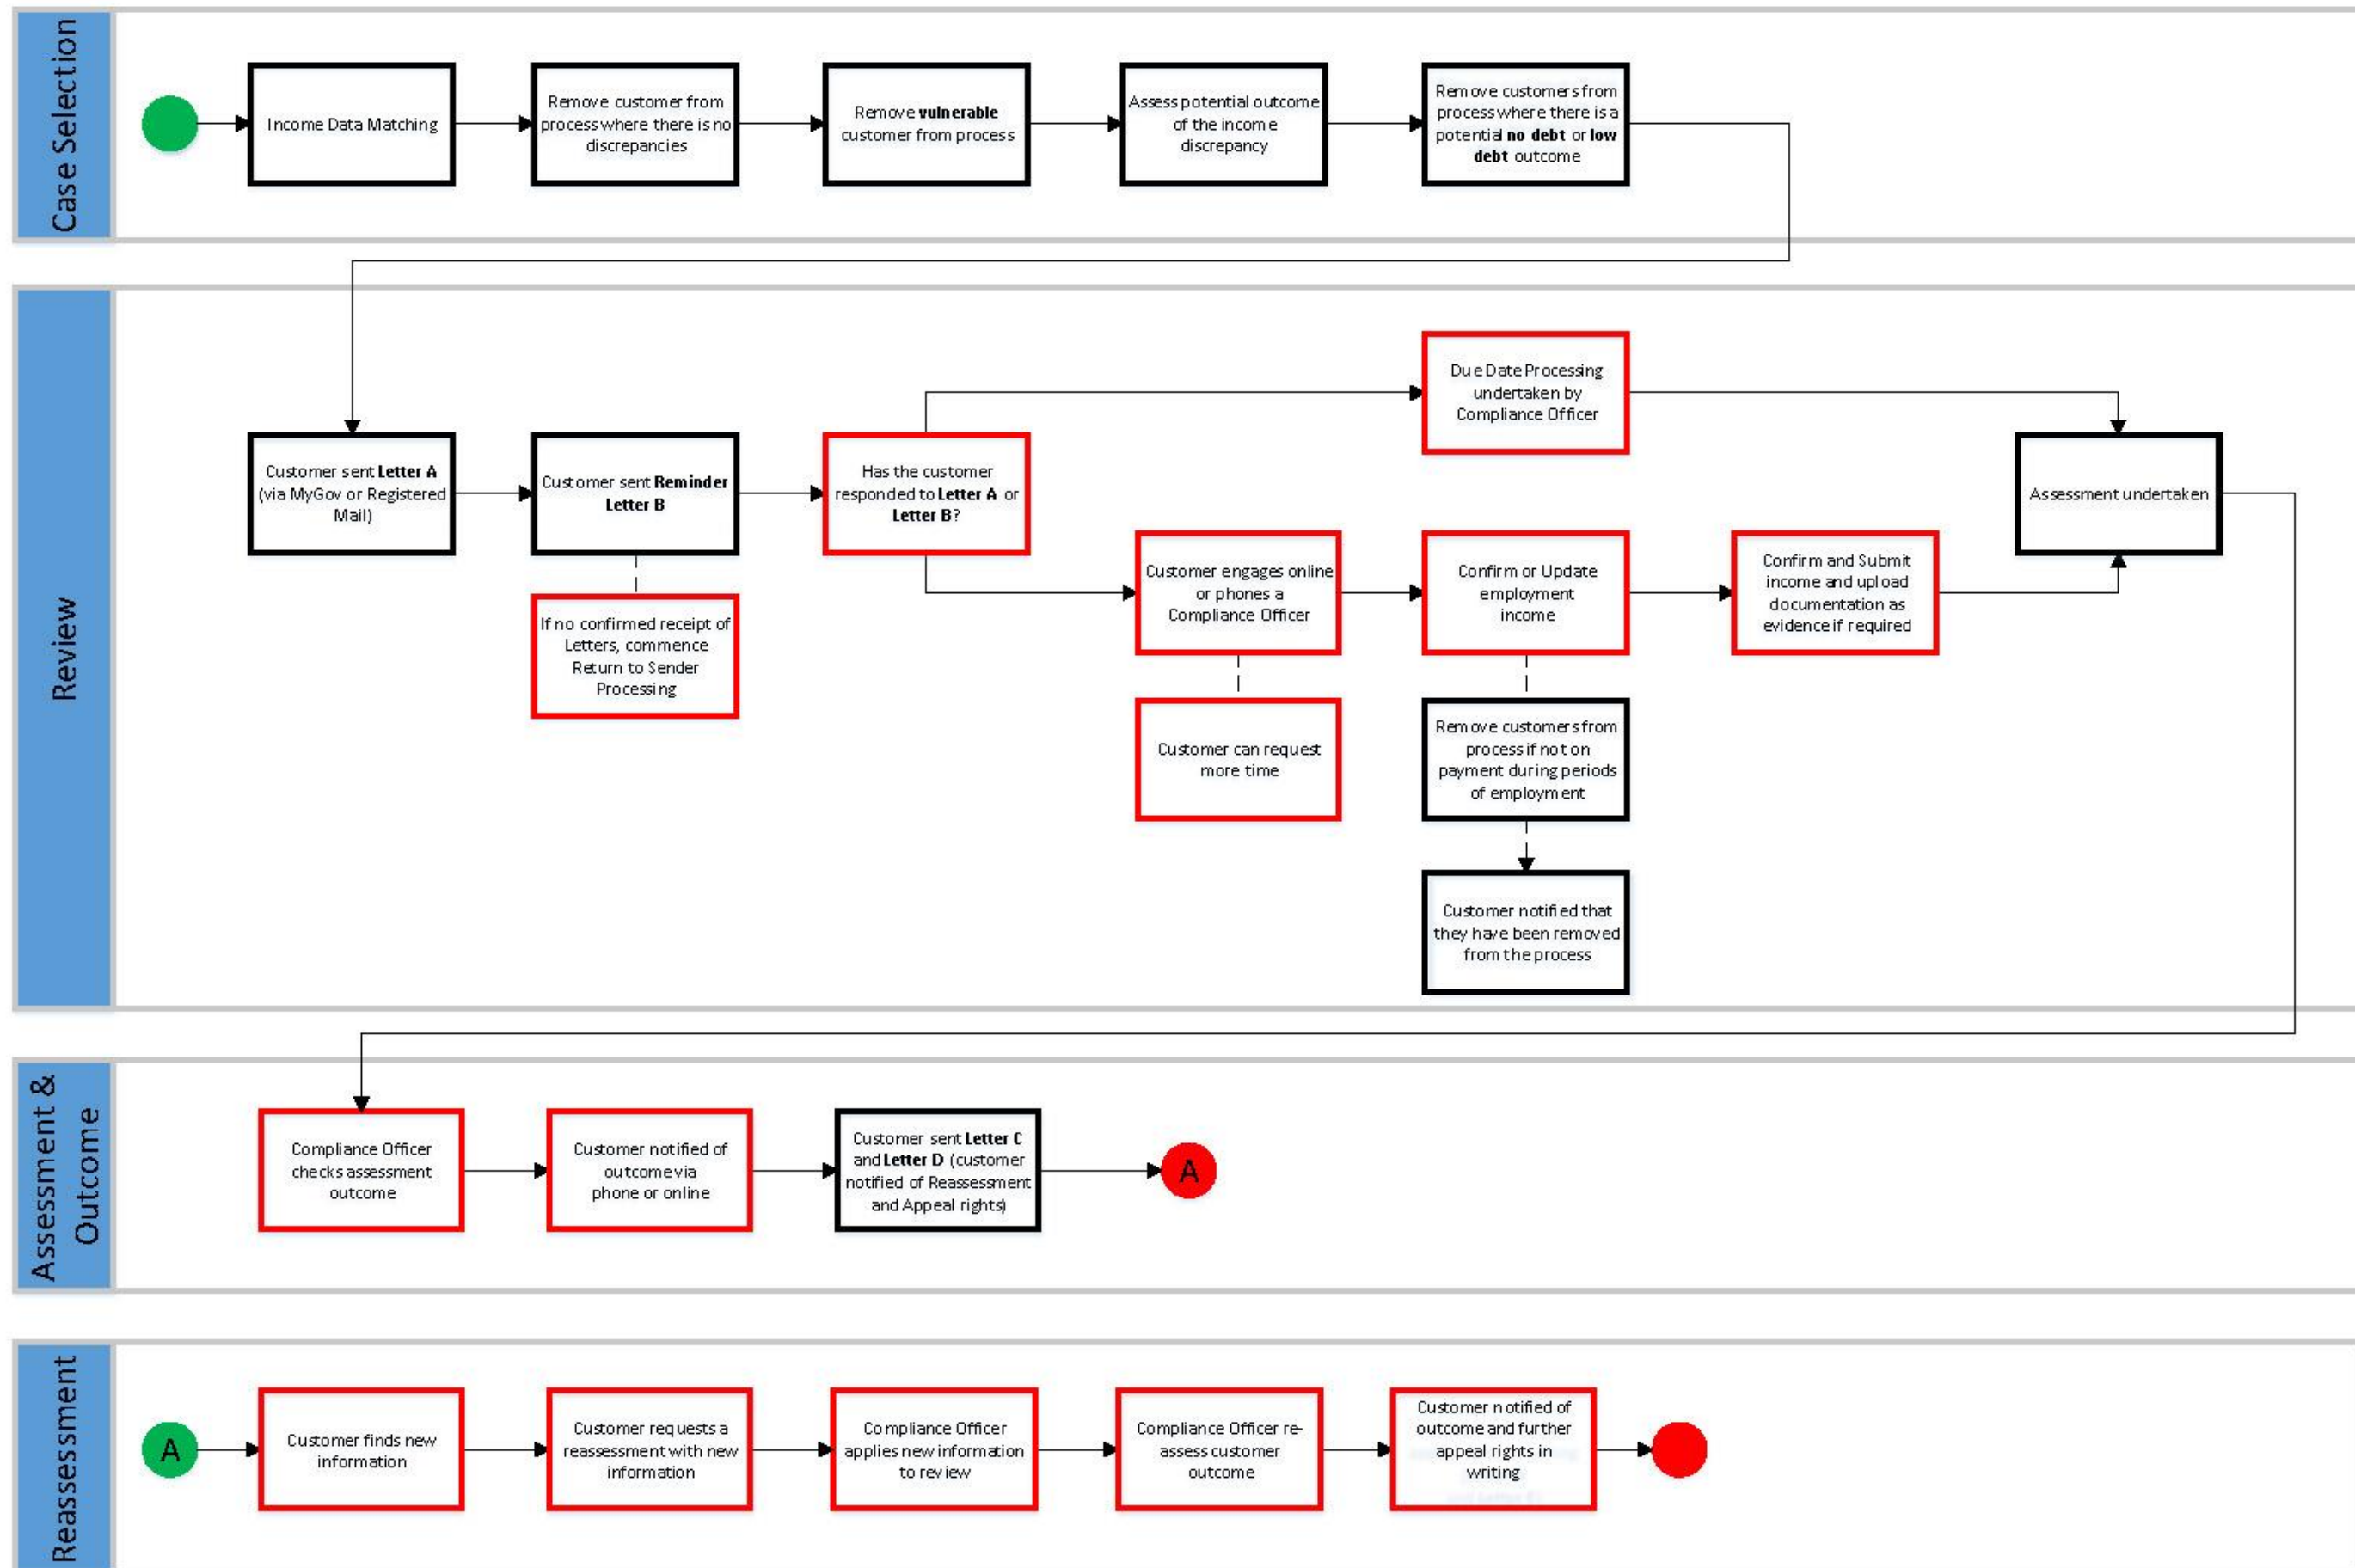 Case Selection
Income Data Matching
Remove customer from
process where there is no
discrepancies
Remove vulnerable
customer from process
Assess potential outcome
of the income
discrepancy
Remove customers from
process where there is a
potential no debt or low
debt outcome
Review
Customer sent Letter A
(via MyGov or Registered
Mail)
Customer sent Reminder
Letter B
If no confirmed receipt of
Letters, commence
Return to Sender
Processing
Has the customer
responded to Letter A or
Letter B?
Due Date Processing
undertaken by
Compliance Officer
Customer engages online
or phones a
Compliance Officer
Customer can request
more time
Confirm or Update
employment
income
Remove customers from
process if not on
payment during periods
of employment
Customer notified that
they have been removed
from the process
Confirm and Submit
income and upload
documentation as
evidence if required
Assessment undertaken
Assessment &
Outcome
Compliance Officer
checks assessment
outcome
Customer notified of
outcome via
phone or online
Customer sent Letter C
and Letter D (customer
notified of Reassessment
and Appeal rights)
A
Reassessment
A
Customer finds new
information
Customer requests a
reassessment with new
information
Compliance Officer
applies new information
to review
Compliance Officer re-
assess customer
outcome
Customer notified of
outcome and further
appeal rights in
writing